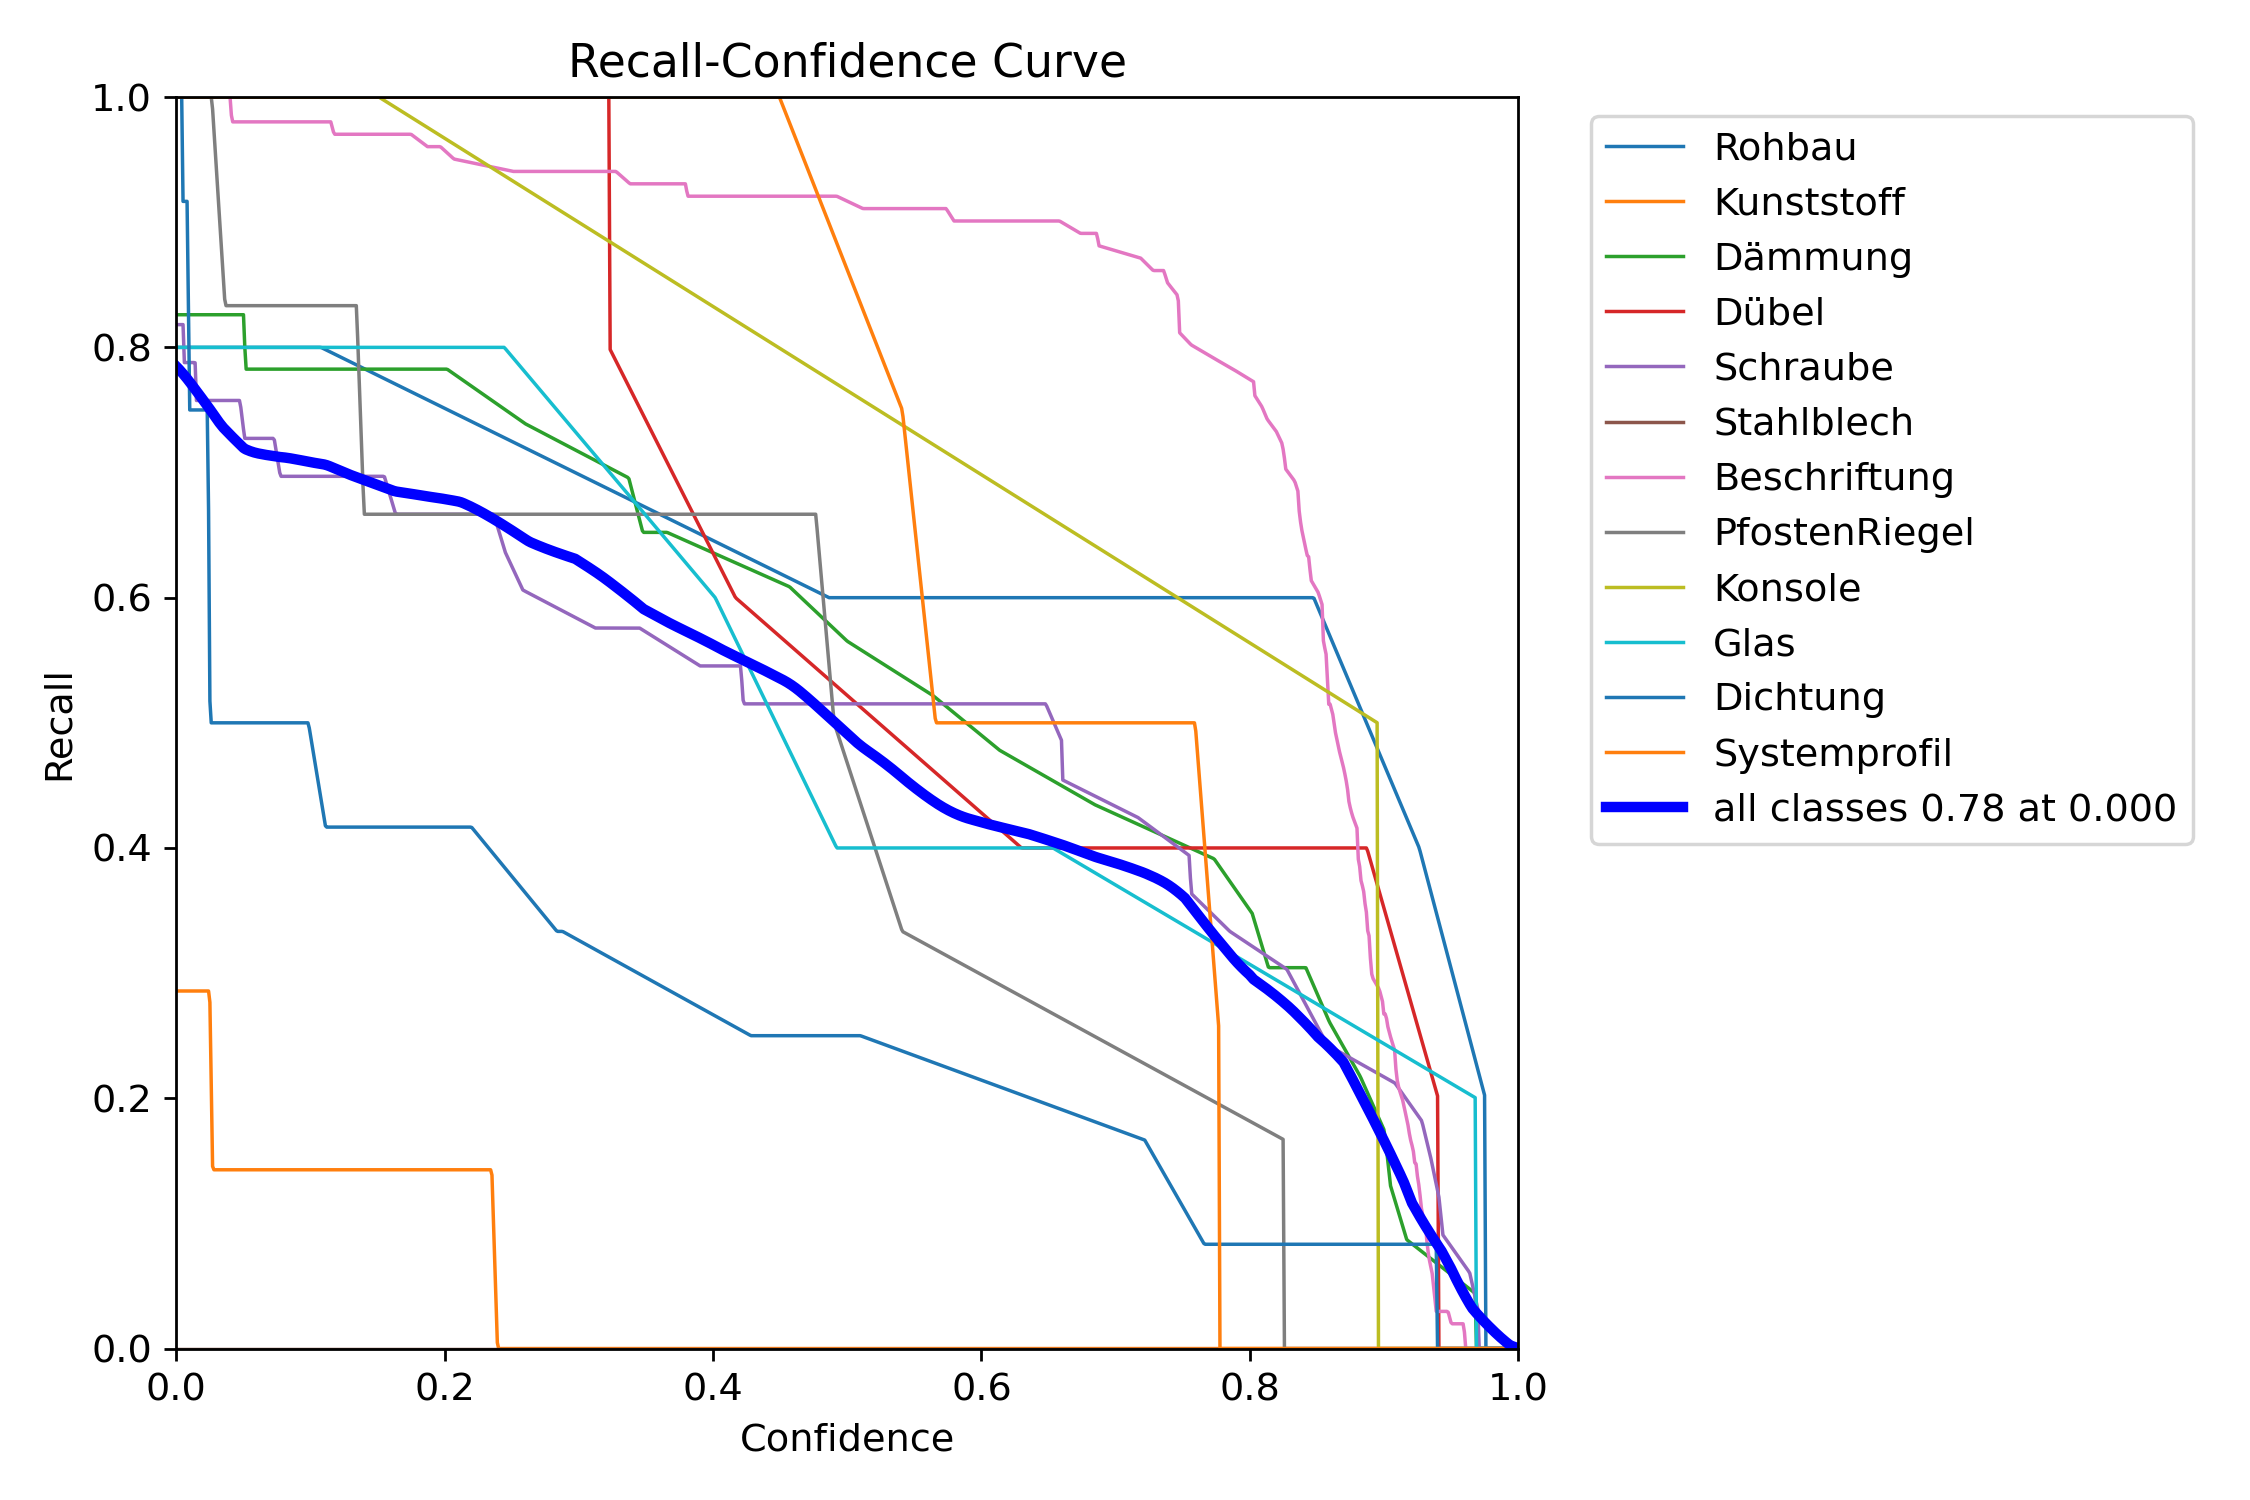 Recall-Confidence Curve
1.0
0.8
0.6
0.4
0.2
0.0
Recall
0.0 0.2 0.4 0.6 0.8 1.0
Confidence
Rohbau
Kunststoff
Dämmung
Dübel
Schraube
Stahlblech
Beschriftung
PfostenRiegel
Konsole
Glas
Dichtung
Systemprofil
all classes 0.78 at 0.000